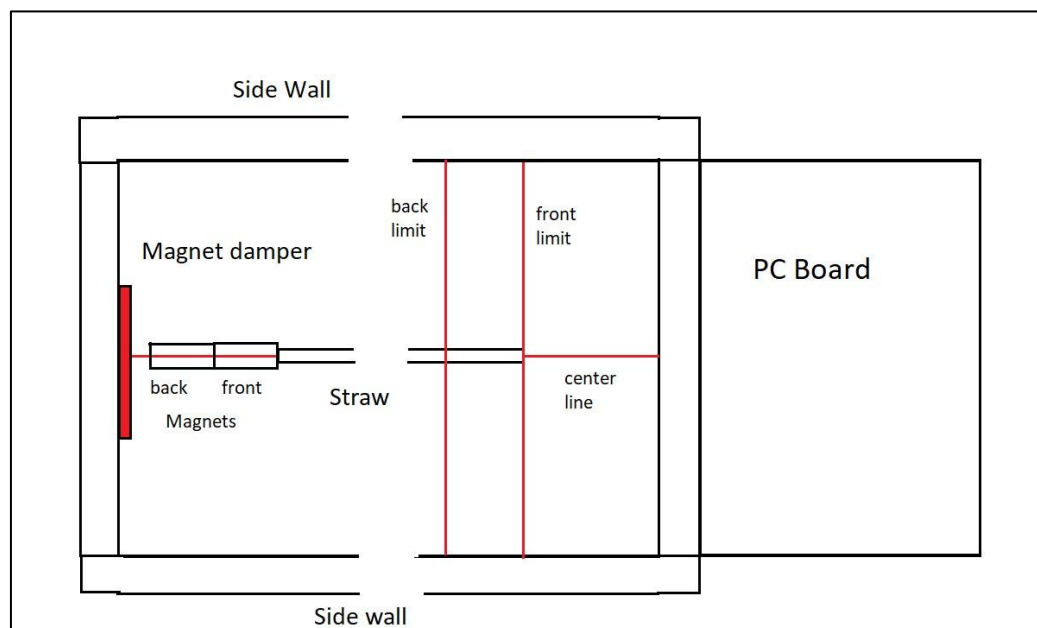 Side Wall
back
limit
front
limit
Magnet damper
PC Board
back
front
center
line
Straw
Magnets
Side wall